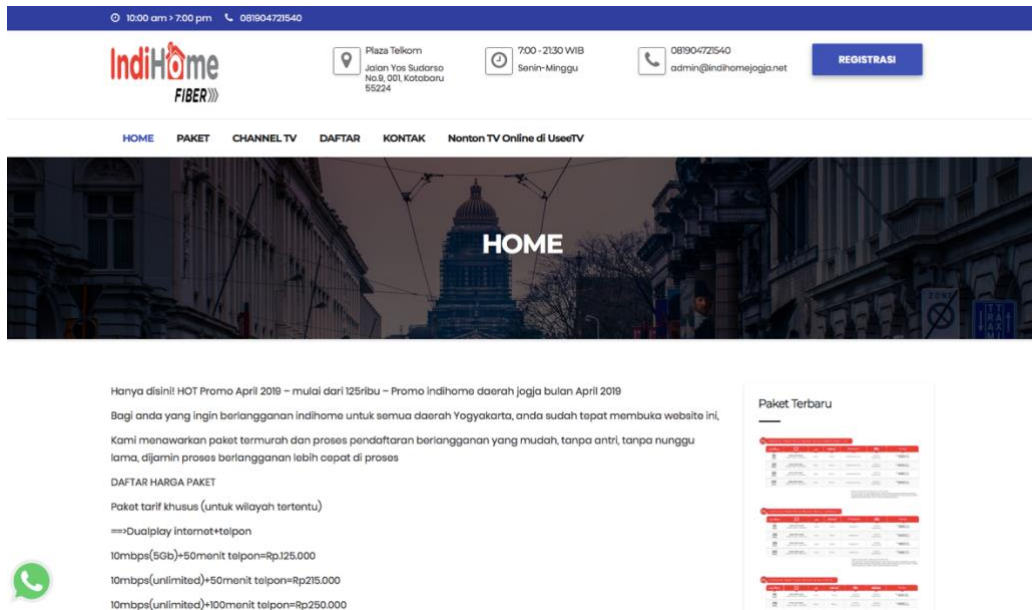 10:00 am > 7:00 pm 081904721540
IndiHome
FIBER
Plaza Telkom
Jalan Yos Sudarso
No.9, 001, Kotabaru
55224
7:00 - 21:30 WIB
Senin-Minggu
081904721540
admin@indihomejogja.net
REGISTRASI
HOME PAKET CHANNEL TV DAFTAR KONTAK Nonton TV Online di UseeTV
HOME
ZONE
TRAM
TAXI
Hanya disini! HOT Promo April 2019 – mulai dari 125ribu – Promo indihome daerah jogja bulan April 2019
Bagi anda yang ingin berlangganan indihome untuk semua daerah Yogyakarta, anda sudah tepat membuka website ini,
Kami menawarkan paket termurah dan proses pendaftaran berlangganan yang mudah, tanpa antri, tanpa nunggu
lama, dijamin proses berlangganan lebih cepat di proses
DAFTAR HARGA PAKET
Paket tarif khusus (untuk wilayah tertentu)
==>Dualplay internet+telpon
10mbps(5Gb)+50menit telpon=Rp.125.000
10mbps(unlimited)+50menit telpon=Rp215.000
10mbps(unlimited)+100menit telpon=Rp250.000
Paket Terbaru